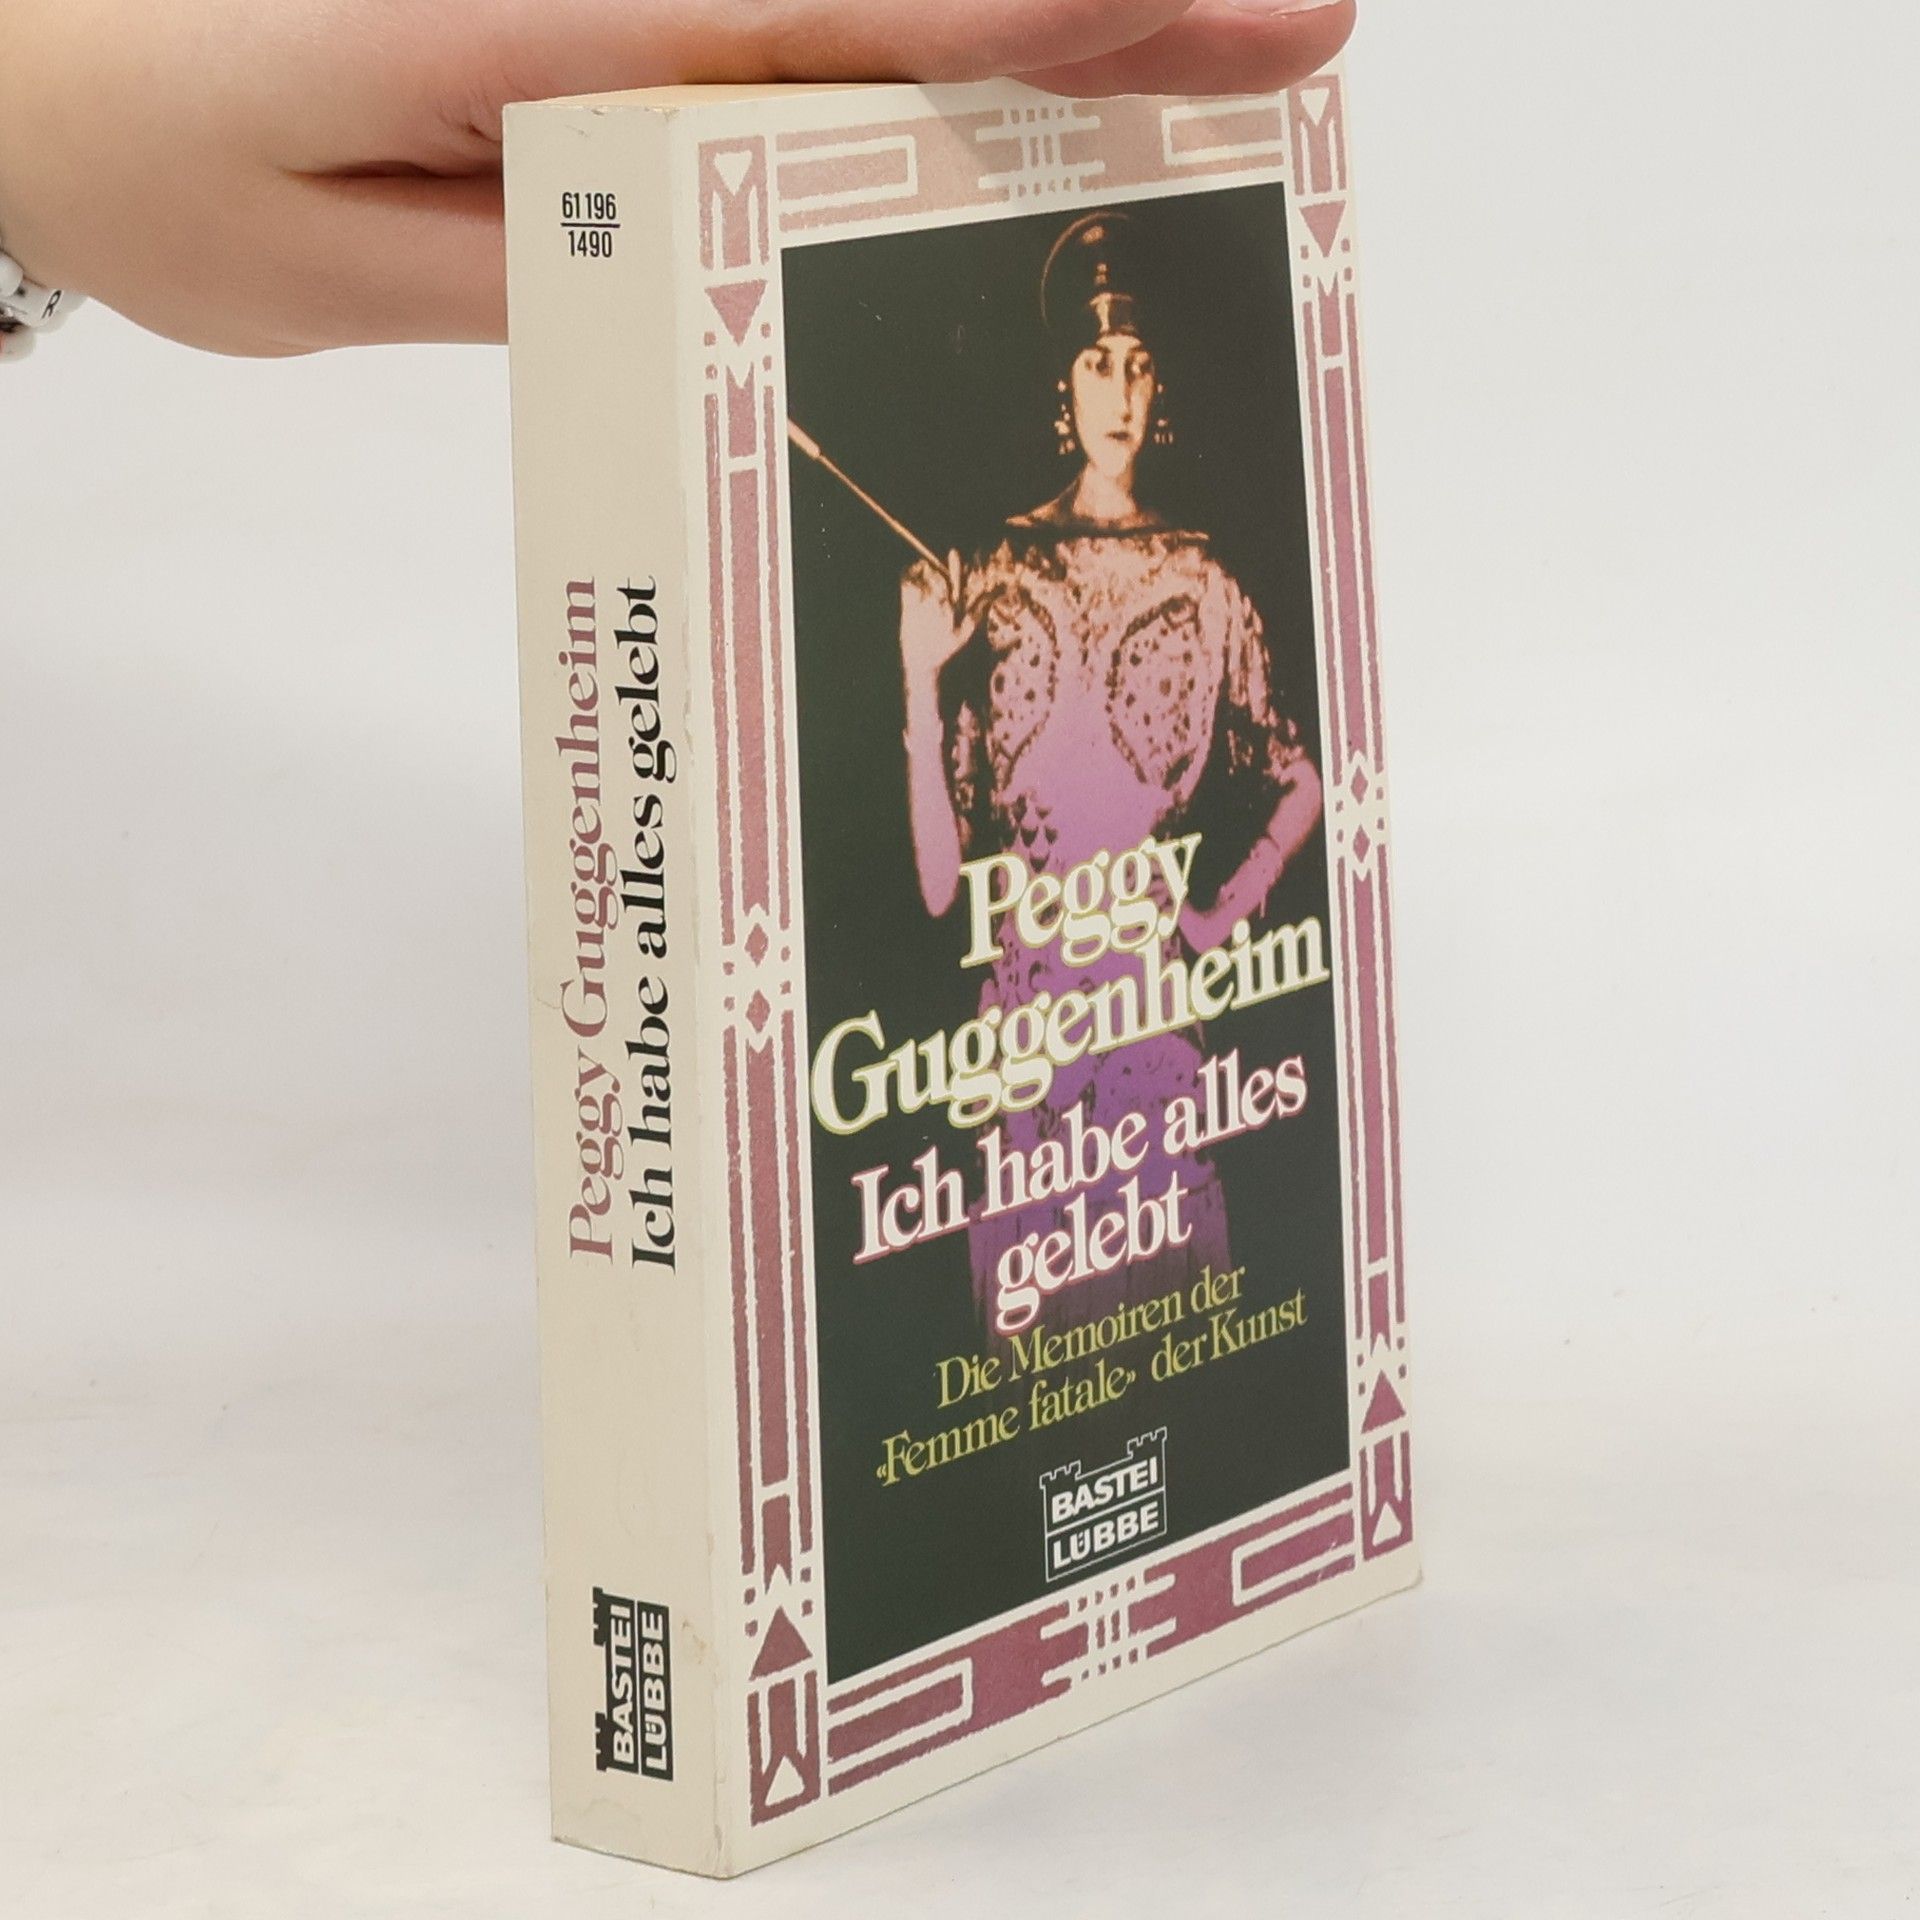 61196
1490
Peggy Guggenheim
Ich habe alles gelebt
BASTEI
LÜBBE
Peggy
Guggenheim
Ich habe alles
gelebt
Die Memoiren der
«Femme fatale» der Kunst
BASTEI
LÜBBE
R